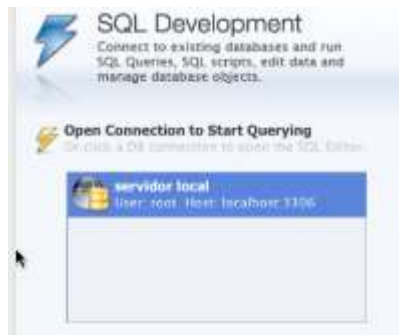 SQL Development
Connect to existing databases and run
SQL Queries, SQL scripts, edit data and
manage database objects.
Open Connection to Start Querying
Or click a DB connection to open the SQL Editor.
servidor local
User: root Host: localhost:3306